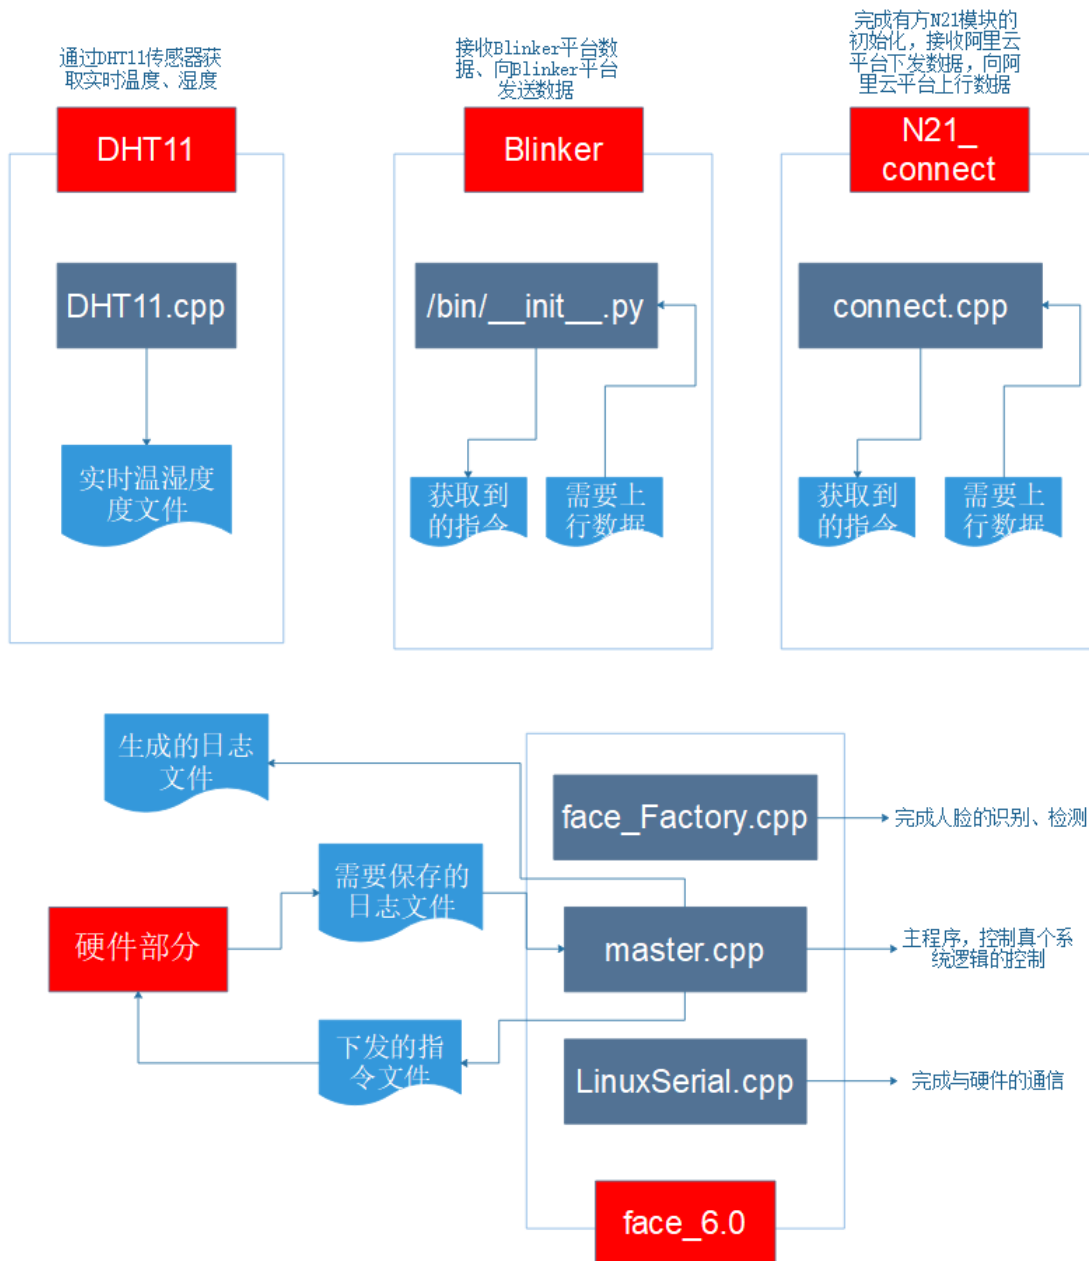 通过DHT11传感器获
取实时温度、湿度
DHT11
DHT11.cpp
实时温湿度
度文件
接收Blinker平台数
据、向Blinker平台
发送数据
Blinker
/bin/__init__.py
获取到
的指令
需要上
行数据
完成有方N21模块的
初始化，接收阿里云
平台下发数据，向阿
里云平台上行数据
N21_
connect
connect.cpp
获取到
的指令
需要上
行数据
生成的日志
文件
需要保存的
日志文件
硬件部分
下发的指
令文件
face_Factory.cpp
完成人脸的识别、检测
master.cpp
主程序，控制真个系
统逻辑的控制
LinuxSerial.cpp
完成与硬件的通信
face_6.0